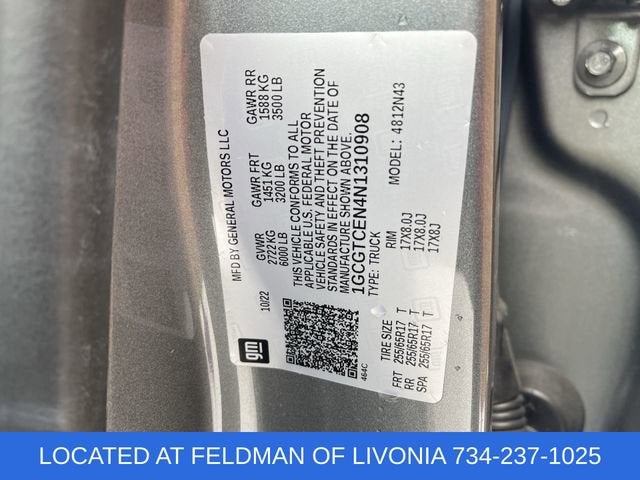 MFD BY GENERAL MOTORS LLC
10/22 GVWR GAWR FRT GAWR RR
2722 KG 1451 KG 1588 KG
6000 LB 3200 LB 3500 LB
THIS VEHICLE CONFORMS TO ALL
APPLICABLE U.S. FEDERAL MOTOR
VEHICLE SAFETY AND THEFT PREVENTION
STANDARDS IN EFFECT ON THE DATE OF
MANUFACTURE SHOWN ABOVE.
1GCGTCEN4N1310908
TYPE: TRUCK MODEL: 4812N43
TIRE SIZE RIM
FRT 255/65R17 T 17X8.0J
RR 255/65R17 T 17X8.0J
SPA 255/65R17 T 17X8J
gm
464C
LOCATED AT FELDMAN OF LIVONIA 734-237-1025